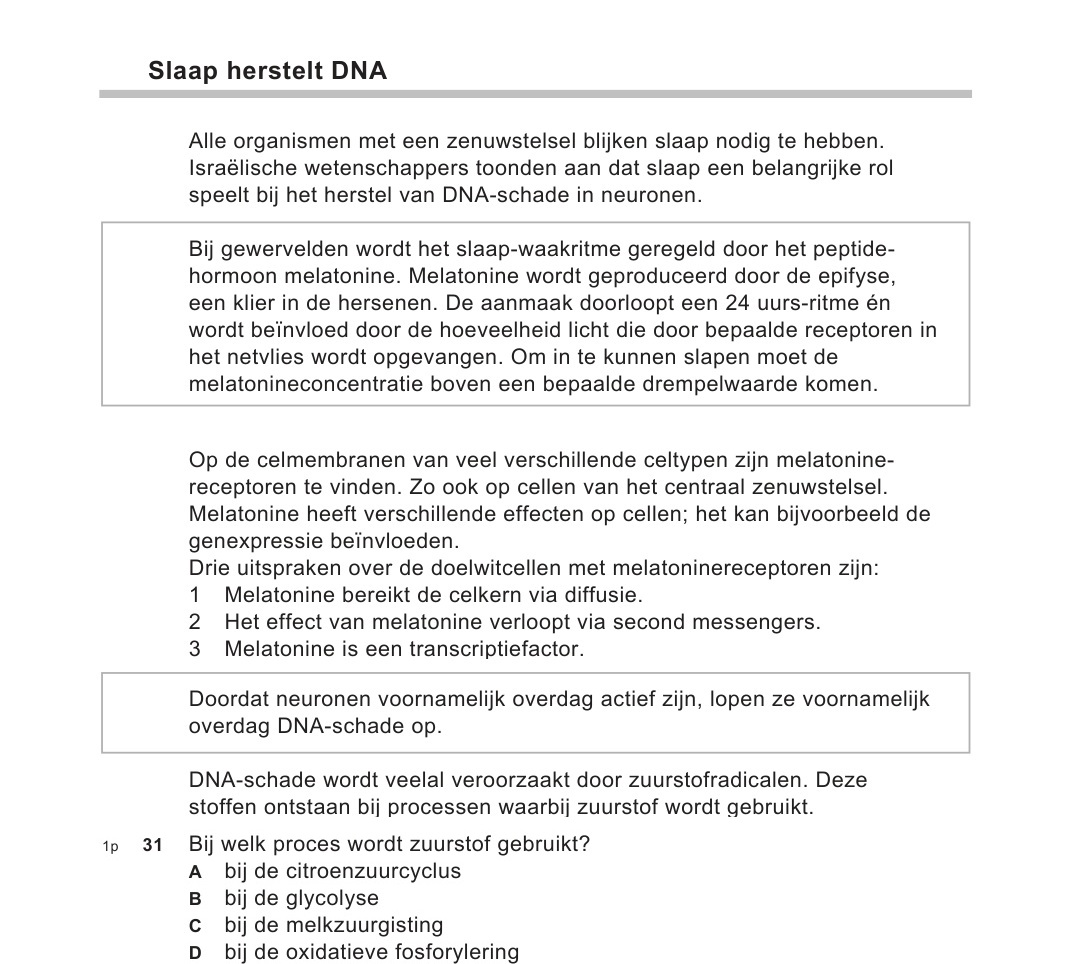 Slaap herstelt DNA
Alle organismen met een zenuwstelsel blijken slaap nodig te hebben.
Israëlische wetenschappers toonden aan dat slaap een belangrijke rol
speelt bij het herstel van DNA-schade in neuronen.
Bij gewervelden wordt het slaap-waakritme geregeld door het peptide-
hormoon melatonine. Melatonine wordt geproduceerd door de epifyse,
een klier in de hersenen. De aanmaak doorloopt een 24 uurs-ritme én
wordt beïnvloed door de hoeveelheid licht die door bepaalde receptoren in
het netvlies wordt opgevangen. Om in te kunnen slapen moet de
melatonineconcentratie boven een bepaalde drempelwaarde komen.
Op de celmembranen van veel verschillende celtypen zijn melatonine-
receptoren te vinden. Zo ook op cellen van het centraal zenuwstelsel.
Melatonine heeft verschillende effecten op cellen; het kan bijvoorbeeld de
genexpressie beïnvloeden.
Drie uitspraken over de doelwitcellen met melatoninereceptoren zijn:
1 Melatonine bereikt de celkern via diffusie.
2 Het effect van melatonine verloopt via second messengers.
3 Melatonine is een transcriptiefactor.
Doordat neuronen voornamelijk overdag actief zijn, lopen ze voornamelijk
overdag DNA-schade op.
DNA-schade wordt veelal veroorzaakt door zuurstofradicalen. Deze
stoffen ontstaan bij processen waarbij zuurstof wordt gebruikt.
1p 31 Bij welk proces wordt zuurstof gebruikt?
A bij de citroenzuurcyclus
B bij de glycolyse
C bij de melkzuurgisting
D bij de oxidatieve fosforylering